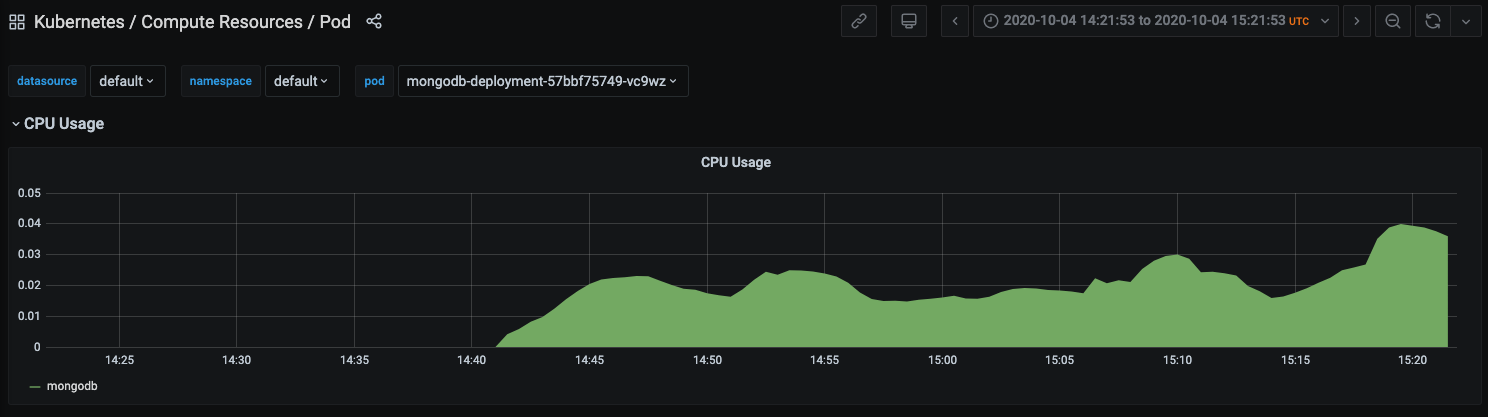 Kubernetes / Compute Resources / Pod
2020-10-04 14:21:53 to 2020-10-04 15:21:53 UTC
datasource default namespace default pod mongodb-deployment-57bbf75749-vc9wz
CPU Usage
CPU Usage
0.05
0.04
0.03
0.02
0.01
0
14:25 14:30 14:35 14:40 14:45 14:50 14:55 15:00 15:05 15:10 15:15 15:20
mongodb